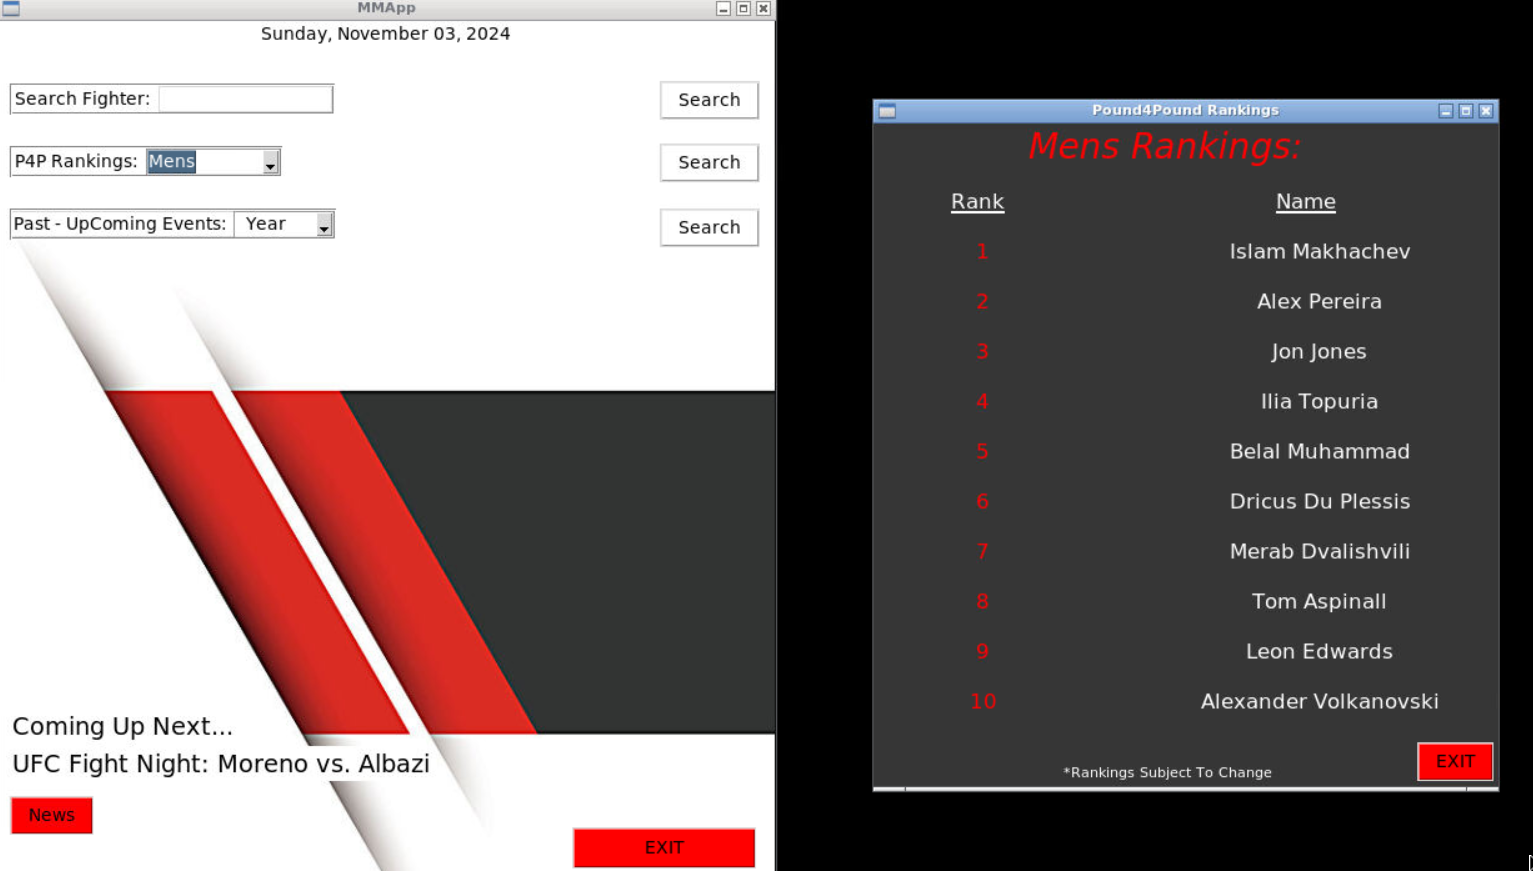 MMApp
Sunday, November 03, 2024
Search Fighter:
Search
P4P Rankings: Mens
Search
Past - UpComing Events: Year
Search
Coming Up Next...
UFC Fight Night: Moreno vs. Albazi
News
EXIT
Pound4Pound Rankings
Mens Rankings:
Rank Name
1 Islam Makhachev
2 Alex Pereira
3 Jon Jones
4 Ilia Topuria
5 Belal Muhammad
6 Dricus Du Plessis
7 Merab Dvalishvili
8 Tom Aspinall
9 Leon Edwards
10 Alexander Volkanovski
*Rankings Subject To Change
EXIT